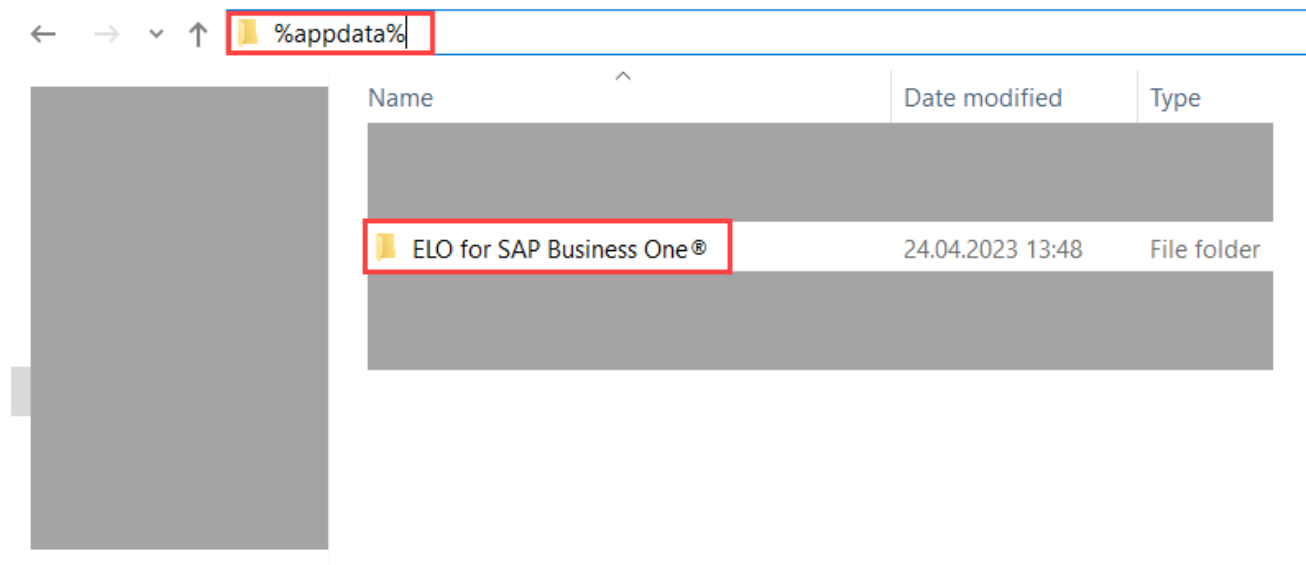 %appdata%
Name Date modified Type
ELO for SAP Business One® 24.04.2023 13:48 File folder